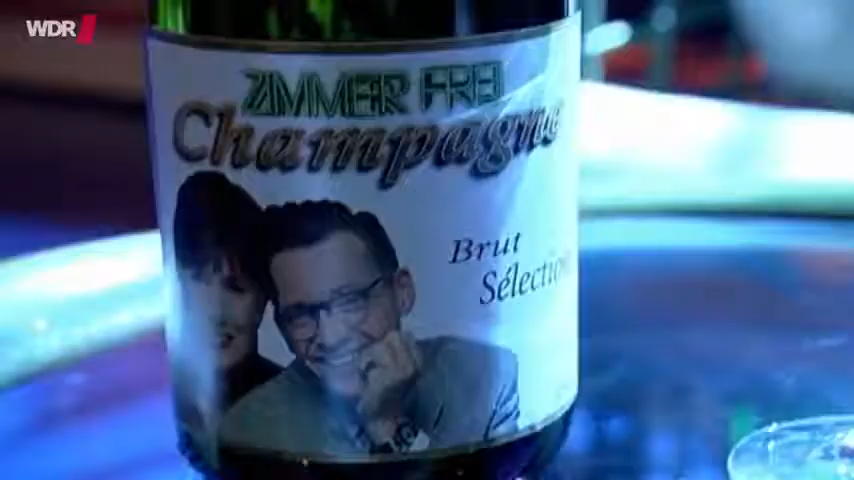 WDR
ZIMMER FREI
Champagne
Brut
Sélection